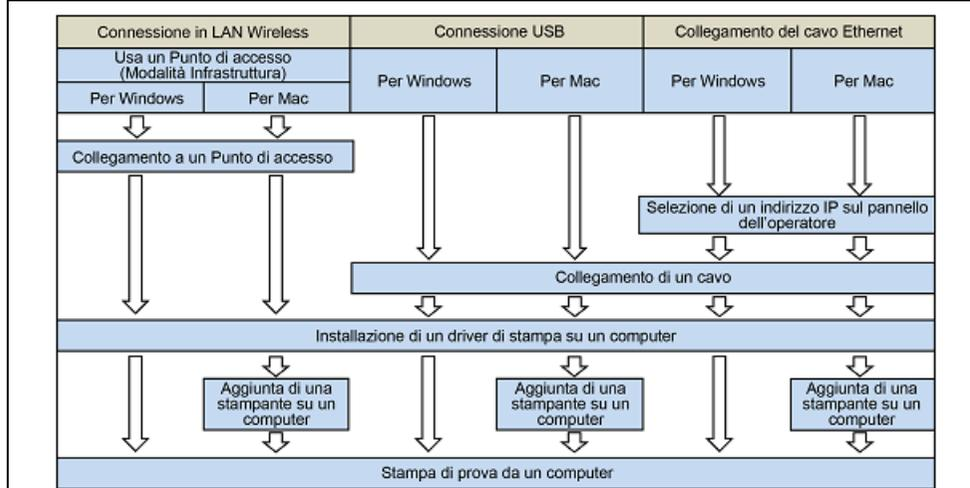 Connessione in LAN Wireless
Connessione USB
Collegamento del cavo Ethernet
Usa un Punto di accesso
(Modalità Infrastruttura)
Per Windows
Per Mac
Per Windows
Per Mac
Per Windows
Per Mac
Collegamento a un Punto di accesso
Selezione di un indirizzo IP sul pannello
dell'operatore
Collegamento di un cavo
Installazione di un driver di stampa su un computer
Aggiunta di una
stampante su un
computer
Aggiunta di una
stampante su un
computer
Aggiunta di una
stampante su un
computer
Stampa di prova da un computer